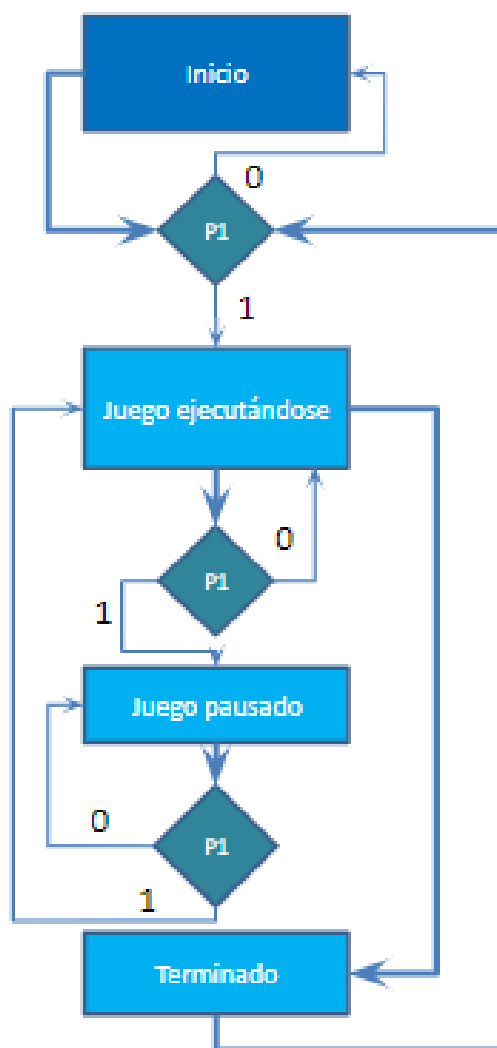 Inicio
0
P1
1
Juego ejecutándose
0
P1
1
Juego pausado
0
P1
1
Terminado